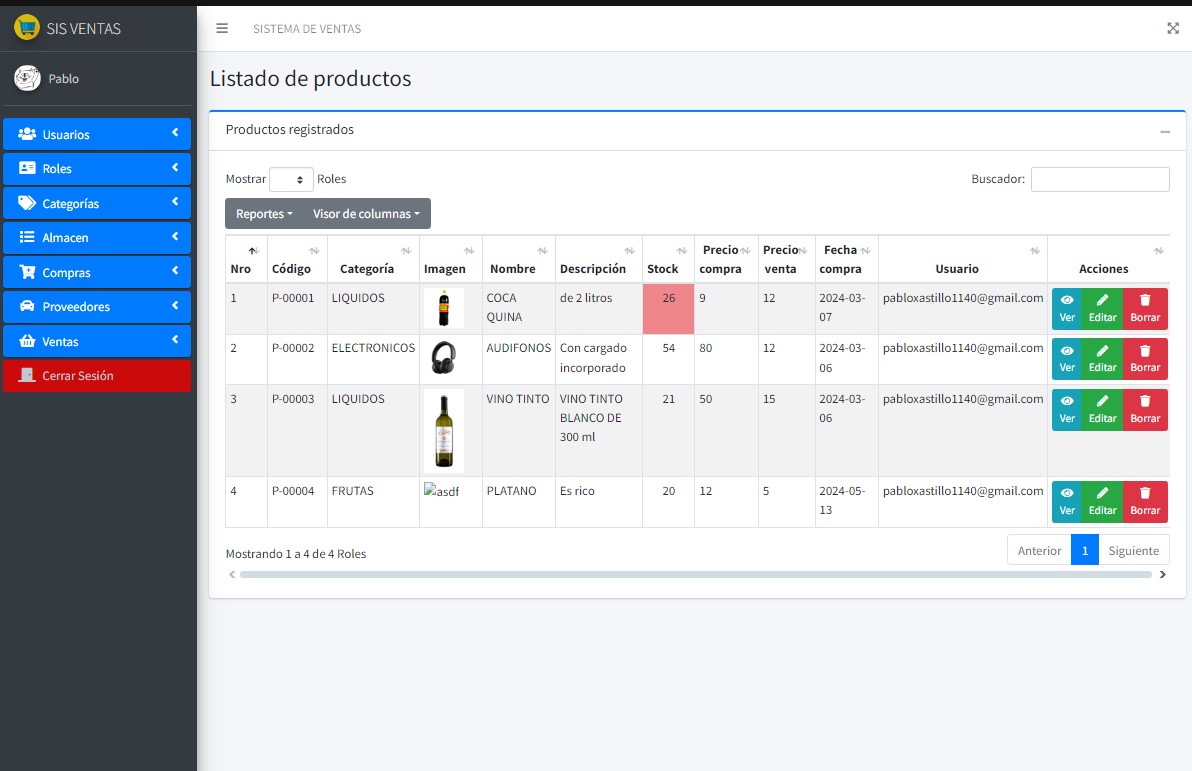 SIS VENTAS
SISTEMA DE VENTAS
Pablo
Usuarios
Roles
Categorías
Almacen
Compras
Proveedores
Ventas
Cerrar Sesión
Listado de productos
Productos registrados
Mostrar Roles
Buscador:
Reportes Visor de columnas
Nro Código Categoría Imagen Nombre Descripción Stock Precio compra Precio venta Fecha compra Usuario Acciones
1 P-00001 LIQUIDOS COCA QUINA de 2 litros 26 9 12 2024-03-07 pabloxastillo1140@gmail.com Ver Editar Borrar
2 P-00002 ELECTRONICOS AUDIFONOS Con cargado incorporado 54 80 12 2024-03-06 pabloxastillo1140@gmail.com Ver Editar Borrar
3 P-00003 LIQUIDOS VINO TINTO VINO TINTO BLANCO DE 300 ml 21 50 15 2024-03-06 pabloxastillo1140@gmail.com Ver Editar Borrar
4 P-00004 FRUTAS asdf PLATANO Es rico 20 12 5 2024-05-13 pabloxastillo1140@gmail.com Ver Editar Borrar
Mostrando 1 a 4 de 4 Roles
Anterior 1 Siguiente